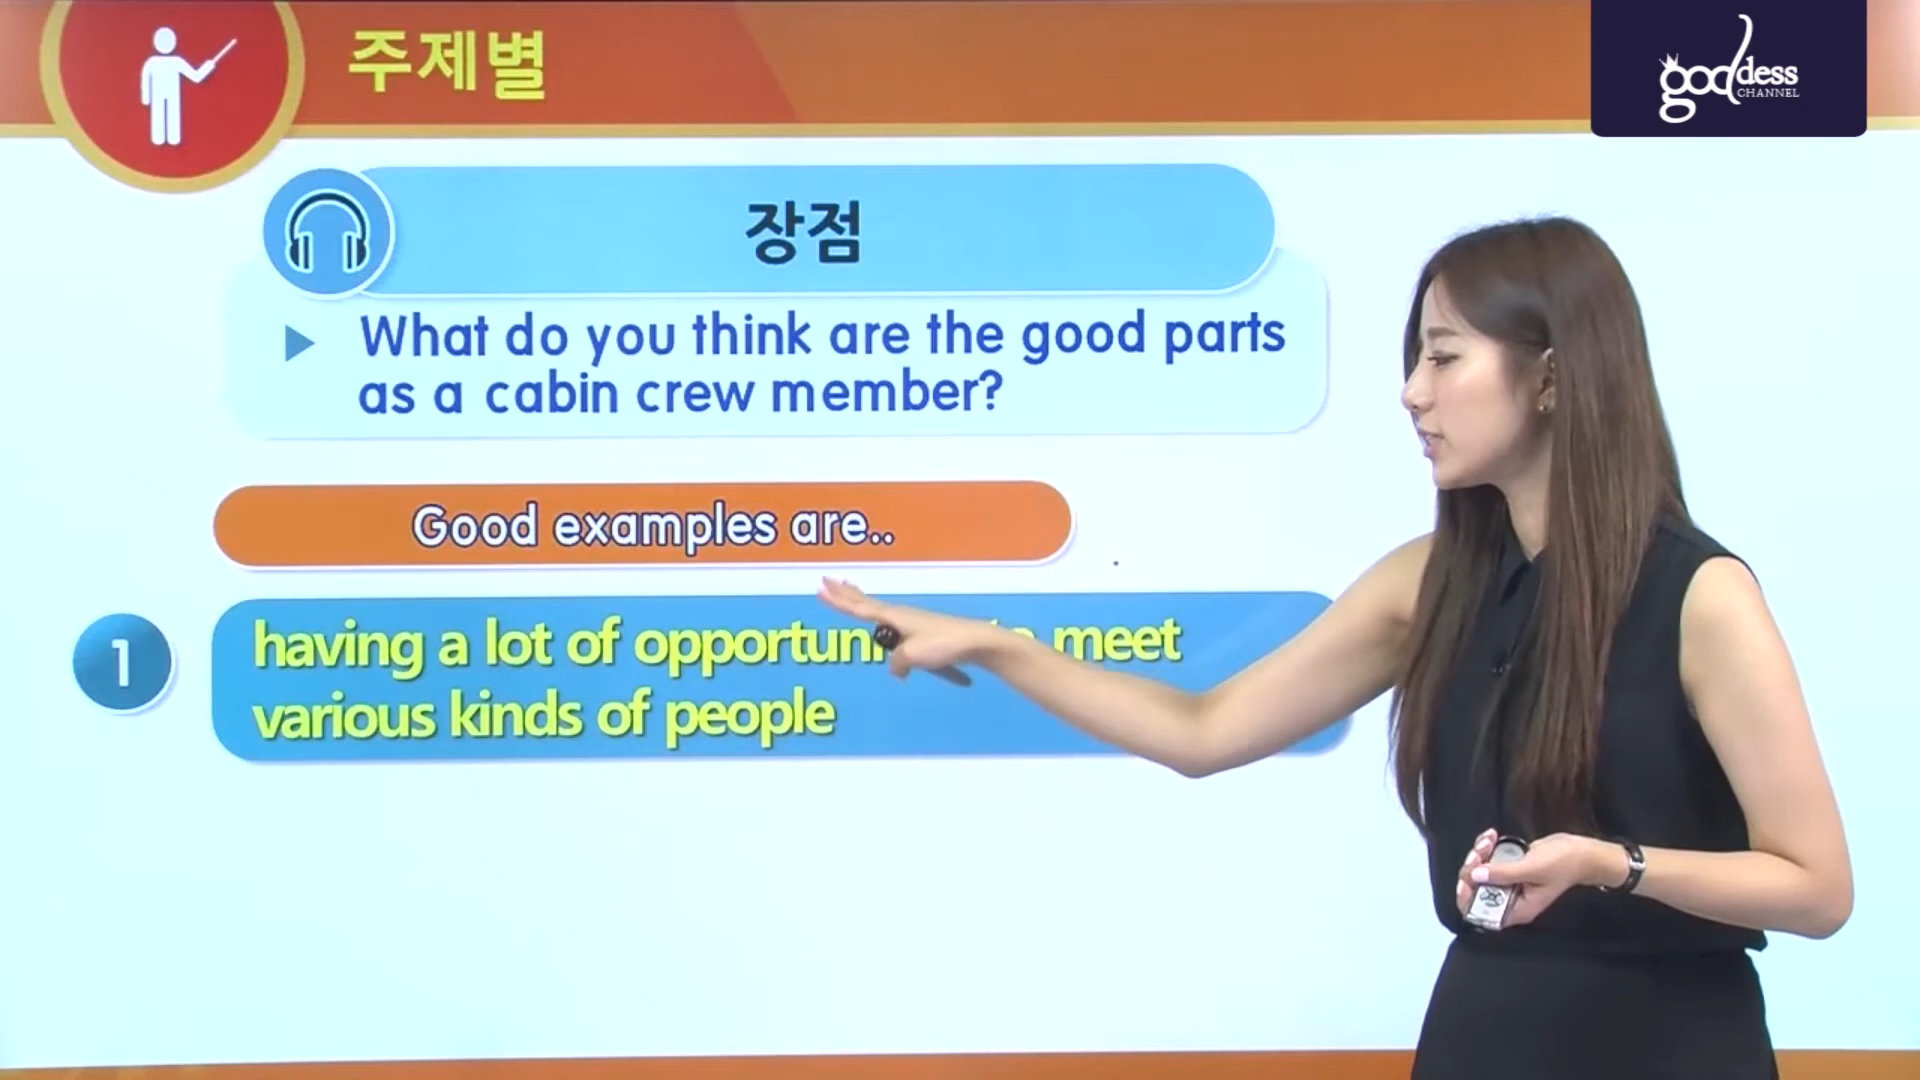 주제별
goddess
CHANNEL
장점
What do you think are the good parts
as a cabin crew member?
Good examples are..
1
having a lot of meet
various kinds of people